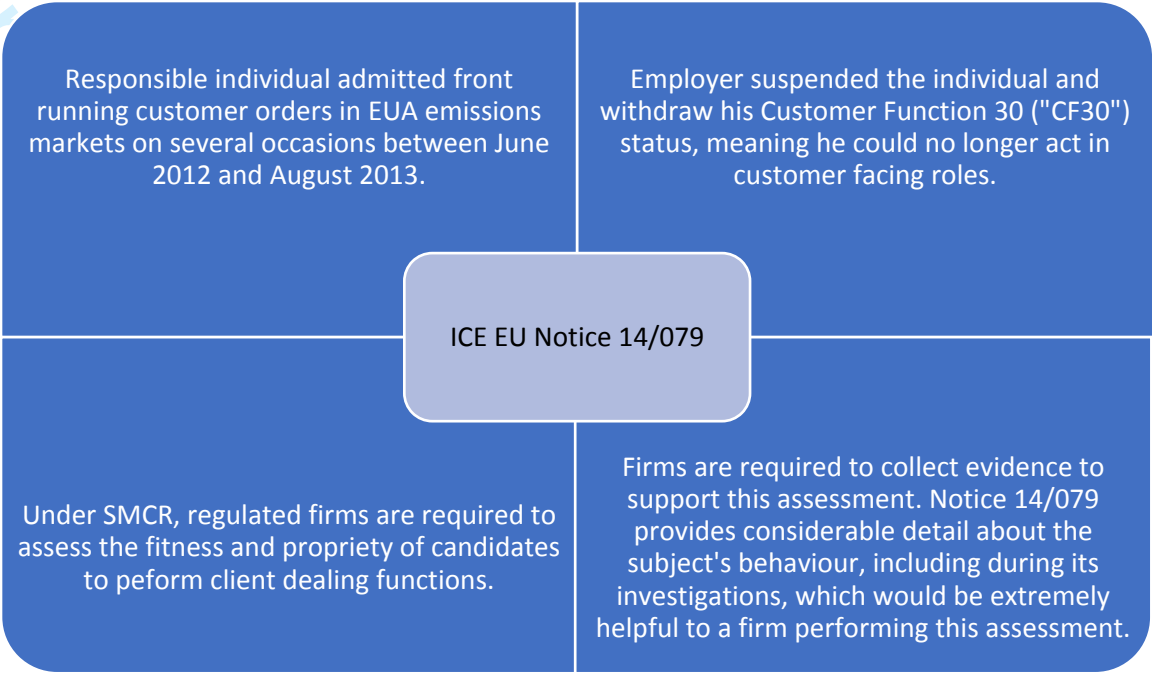 Responsible individual admitted front
running customer orders in EUA emissions
markets on several occasions between June
2012 and August 2013.
Employer suspended the individual and
withdraw his Customer Function 30 ("CF30")
status, meaning he could no longer act in
customer facing roles.
ICE EU Notice 14/079
Under SMCR, regulated firms are required to
assess the fitness and propriety of candidates
to peform client dealing functions.
Firms are required to collect evidence to
support this assessment. Notice 14/079
provides considerable detail about the
subject's behaviour, including during its
investigations, which would be extremely
helpful to a firm performing this assessment.